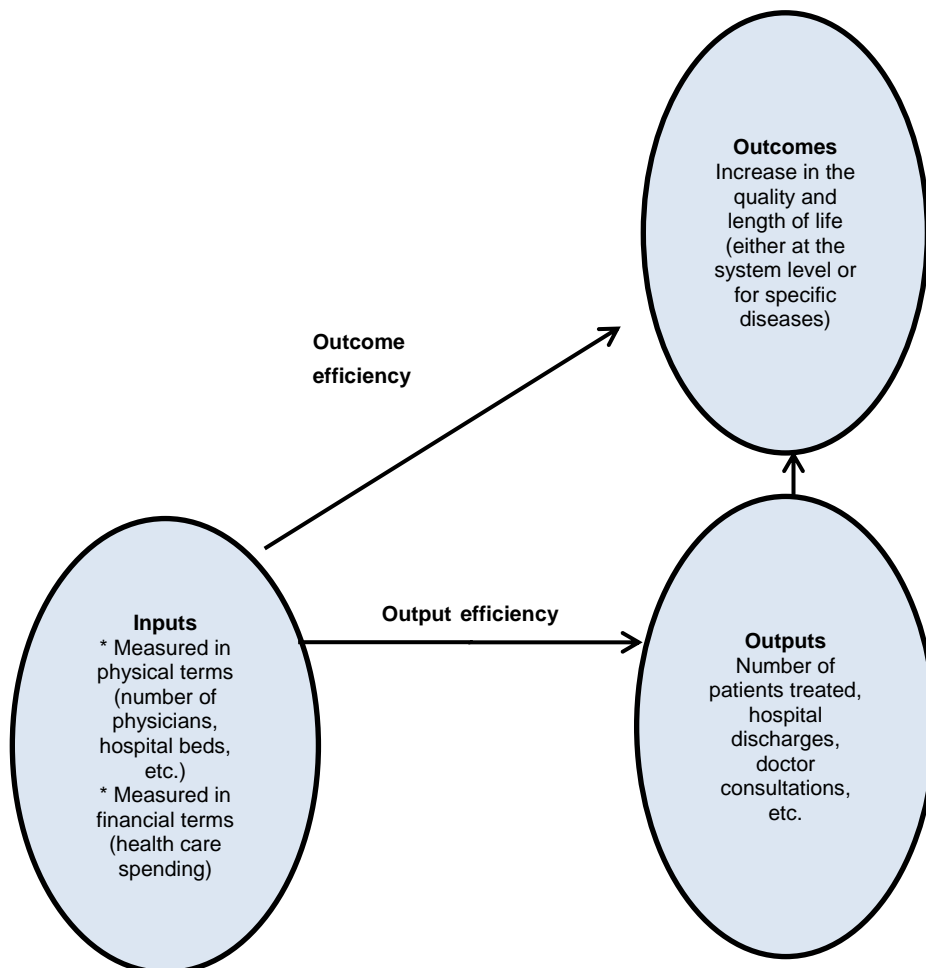 Outcomes
Increase in the
quality and
length of life
(either at the
system level or
for specific
diseases)
Outcome
efficiency
Output efficiency
Inputs
* Measured in
physical terms
(number of
physicians,
hospital beds,
etc.)
* Measured in
financial terms
(health care
spending)
Outputs
Number of
patients treated,
hospital
discharges,
doctor
consultations,
etc.